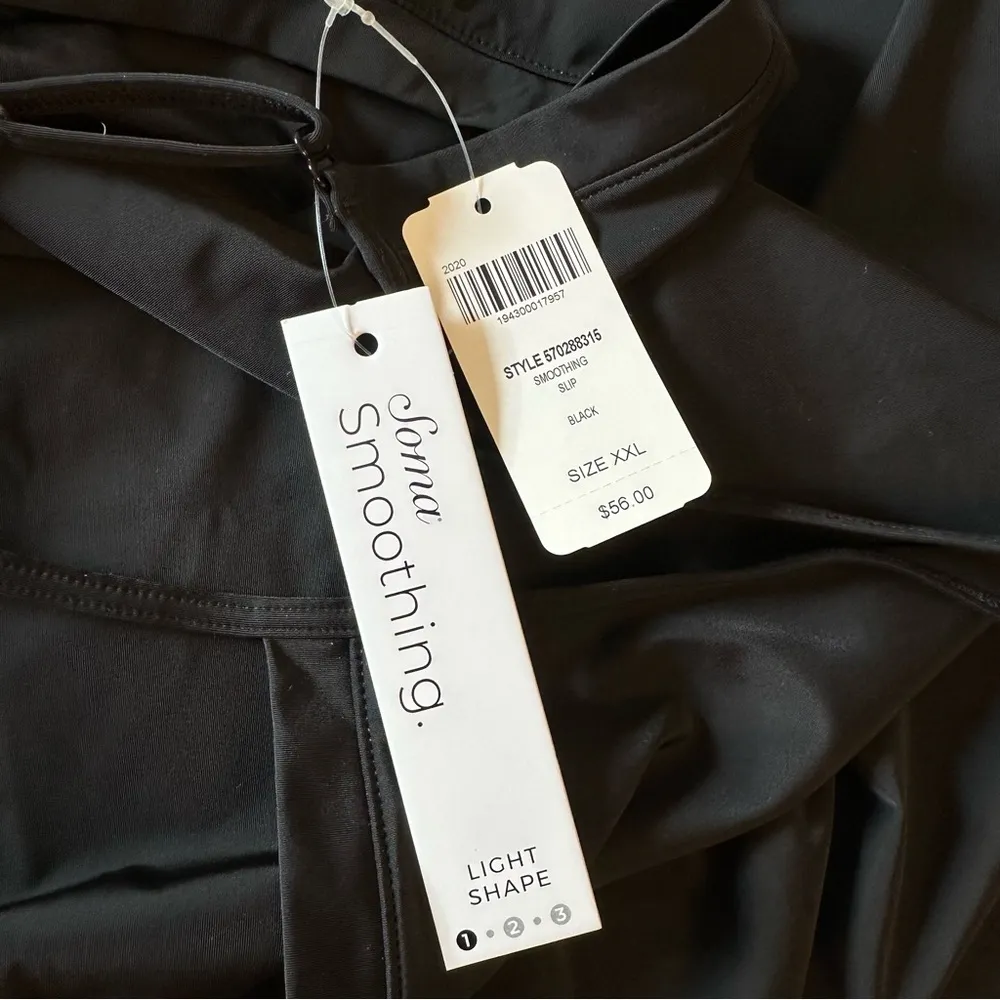 2020
194300017957
STYLE 570288315
SMOOTHING
SLIP
BLACK
SIZE XXL
$56.00
Soma
Smoothing.
LIGHT
SHAPE
1 • 2 • 3